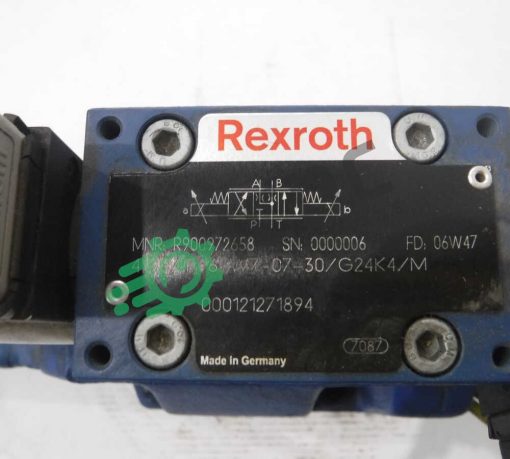 Rexroth
A B
a b
P T
MNR: R900972658 SN: 0000006 FD: 06W47
07-30/G24K4/M
000121271894
Made in Germany 7087